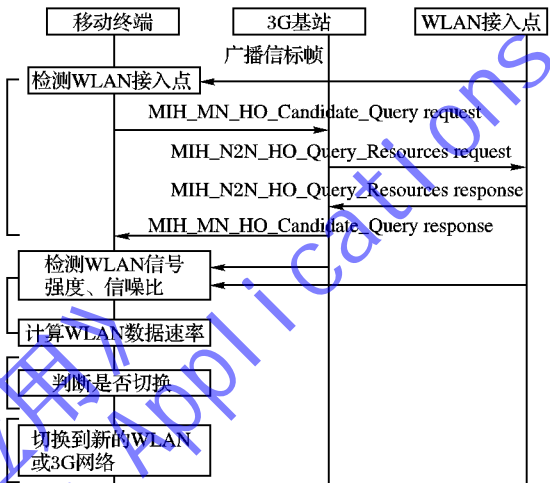 移动终端
3G基站
WLAN接入点
广播信标帧
检测WLAN接入点
MIH_MN_HO_Candidate_Query request
MIH_N2N_HO_Query_Resources request
MIH_N2N_HO_Query_Resources response
MIH_MN_HO_Candidate_Query response
检测WLAN信号
强度、信噪比
计算WLAN数据速率
判断是否切换
切换到新的WLAN
或3G网络
用》
Applications